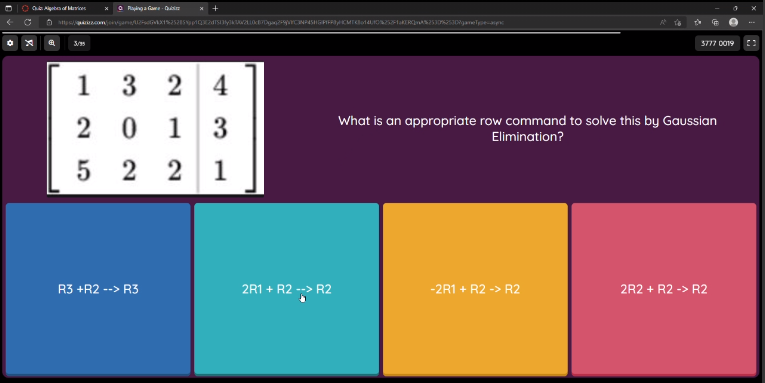 Quiz Algebra of Matrices
Playing a Game - Quizizz
3/35
3777 0019
1 3 2 4
2 0 1 3
5 2 2 1
What is an appropriate row command to solve this by Gaussian
Elimination?
R3 +R2 --> R3
2R1 + R2 --> R2
-2R1 + R2 -> R2
2R2 + R2 -> R2